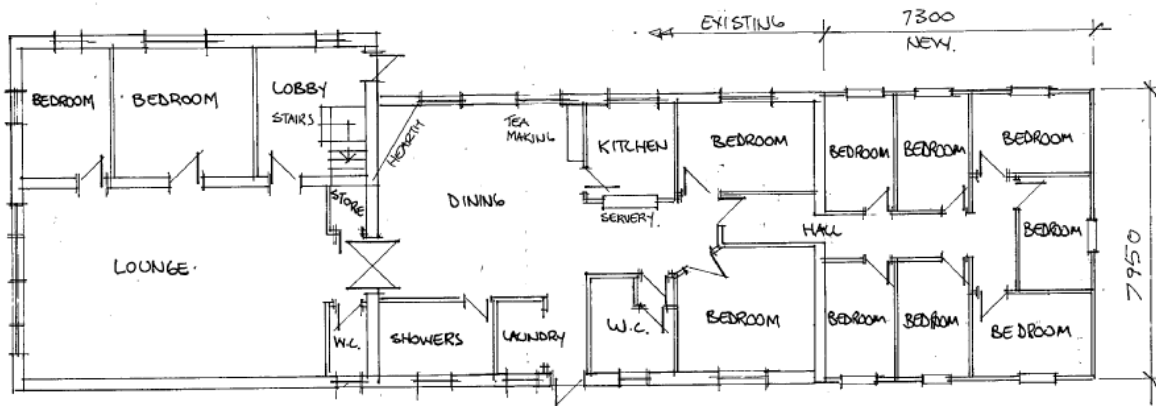 EXISTING
7300
NEW.
BEDROOM
BEDROOM
LOBBY
STAIRS
HEARTH
TEA
MAKING
KITCHEN
BEDROOM
BEDROOM
BEDROOM
BEDROOM
STORE
DINING
SERVERY
HALL
BEDROOM
7950
LOUNGE.
W.C.
SHOWERS
LAUNDRY
W.C.
BEDROOM
BEDROOM
BEDROOM
BEDROOM